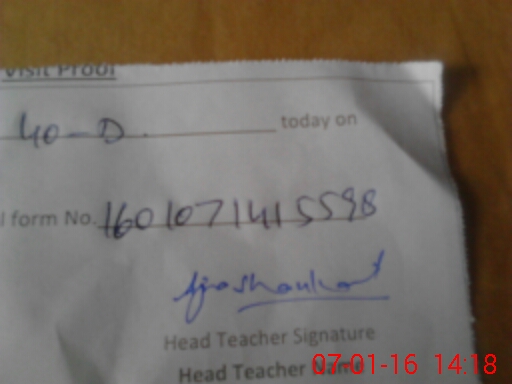 Visit Proof
40-D. today on
l form No. 1601071415598
Head Teacher Signature
Head Teacher Name
07-01-16 14:18